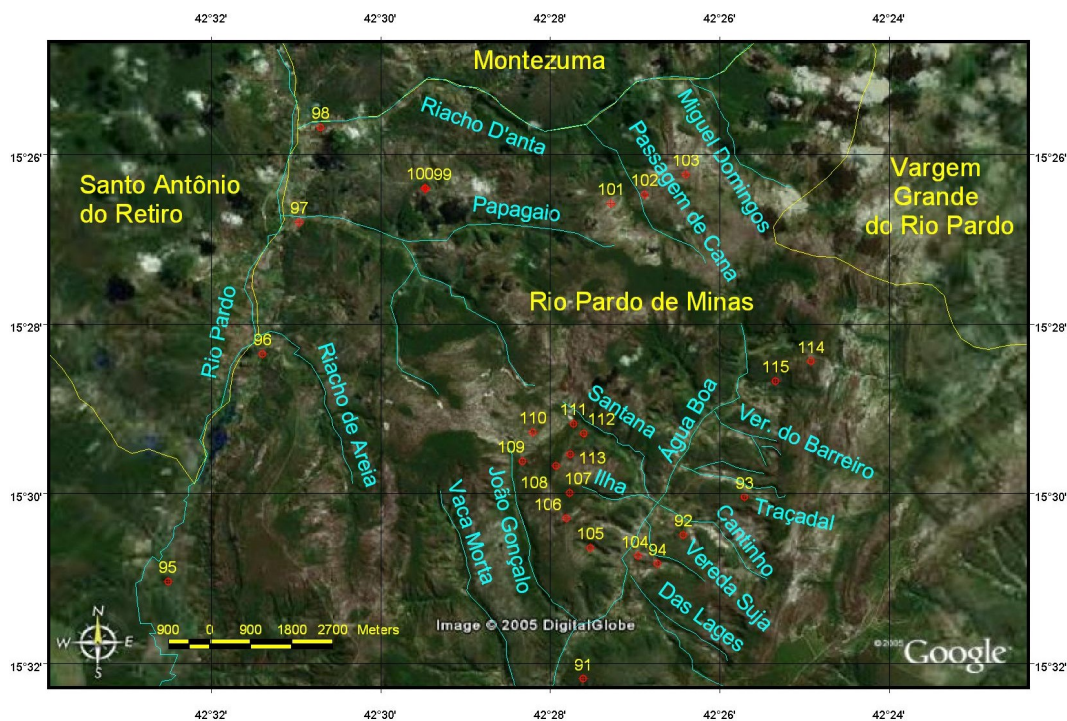 42°32' 42°30' 42°28' 42°26' 42°24'
Montezuma
98
Riacho D'anta
Miguel Domingos
15°26' 15°26'
Passagem de Cana
103
Vargem
Grande
do Rio Pardo
Santo Antônio
do Retiro
10099
102
101
97
Papagaio
Rio Pardo de Minas
15°28' 15°28'
Rio Pardo
96
Riacho de Areia
114
115
Santana
Água Boa
Ver. do Barreiro
110
111
112
109
113
108
107
Ilha
João Gonçalo
Vaca Morta
15°30' 15°30'
93
Traçadal
106
Cantinho
92
105
104
94
Vereda Suja
Das Lages
95
N
W E
S
900 0 900 1800 2700 Meters
Image © 2005 DigitalGlobe
©2005 Google™
15°32' 15°32'
91
42°32' 42°30' 42°28' 42°26' 42°24'